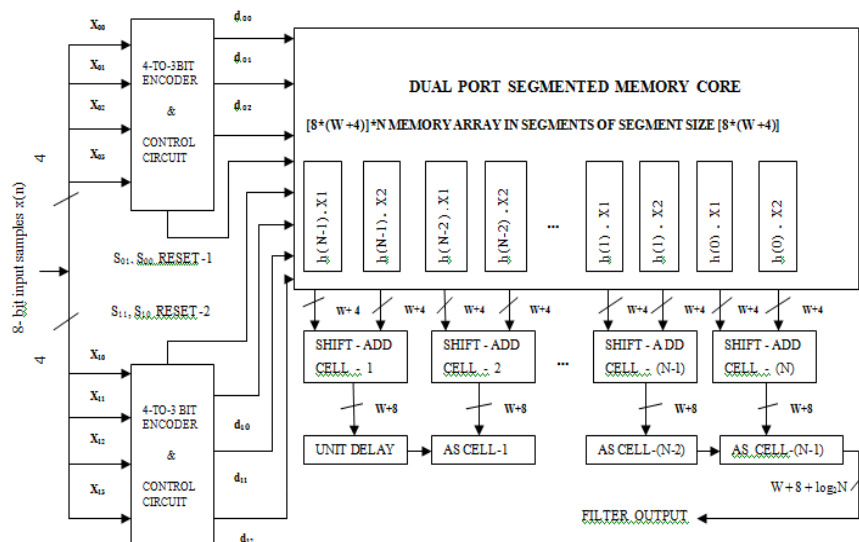 X00
X01
X02
X03
4-TO-3BIT
ENCODER
&
CONTROL
CIRCUIT
d.00
d.01
d.02
DUAL PORT SEGMENTED MEMORY CORE
[8*(W+4)]*N MEMORY ARRAY IN SEGMENTS OF SEGMENT SIZE [8*(W+4)]
h(N-1). X1
h(N-1). X2
h(N-2). X1
h(N-2). X2
...
h(1). X1
h(1). X2
h(0). X1
h(0). X2
8- bit input samples x(n)
4
4
S01, S00 RESET-1
S11, S10 RESET-2
W+4
W+4
W+4
W+4
W+4
W+4
W+4
W+4
SHIFT - ADD
CELL - 1
SHIFT - ADD
CELL - 2
...
SHIFT - A DD
CELL - (N-1)
SHIFT - ADD
CELL - (N)
W+8
W+8
W+8
W+8
UNIT DELAY
AS CELL-1
AS CELL-(N-2)
AS CELL-(N-1)
W + 8 + log2N
FILTER OUTPUT
X10
X11
X12
X13
4-TO-3 BIT
ENCODER
&
CONTROL
CIRCUIT
d10
d11
d12